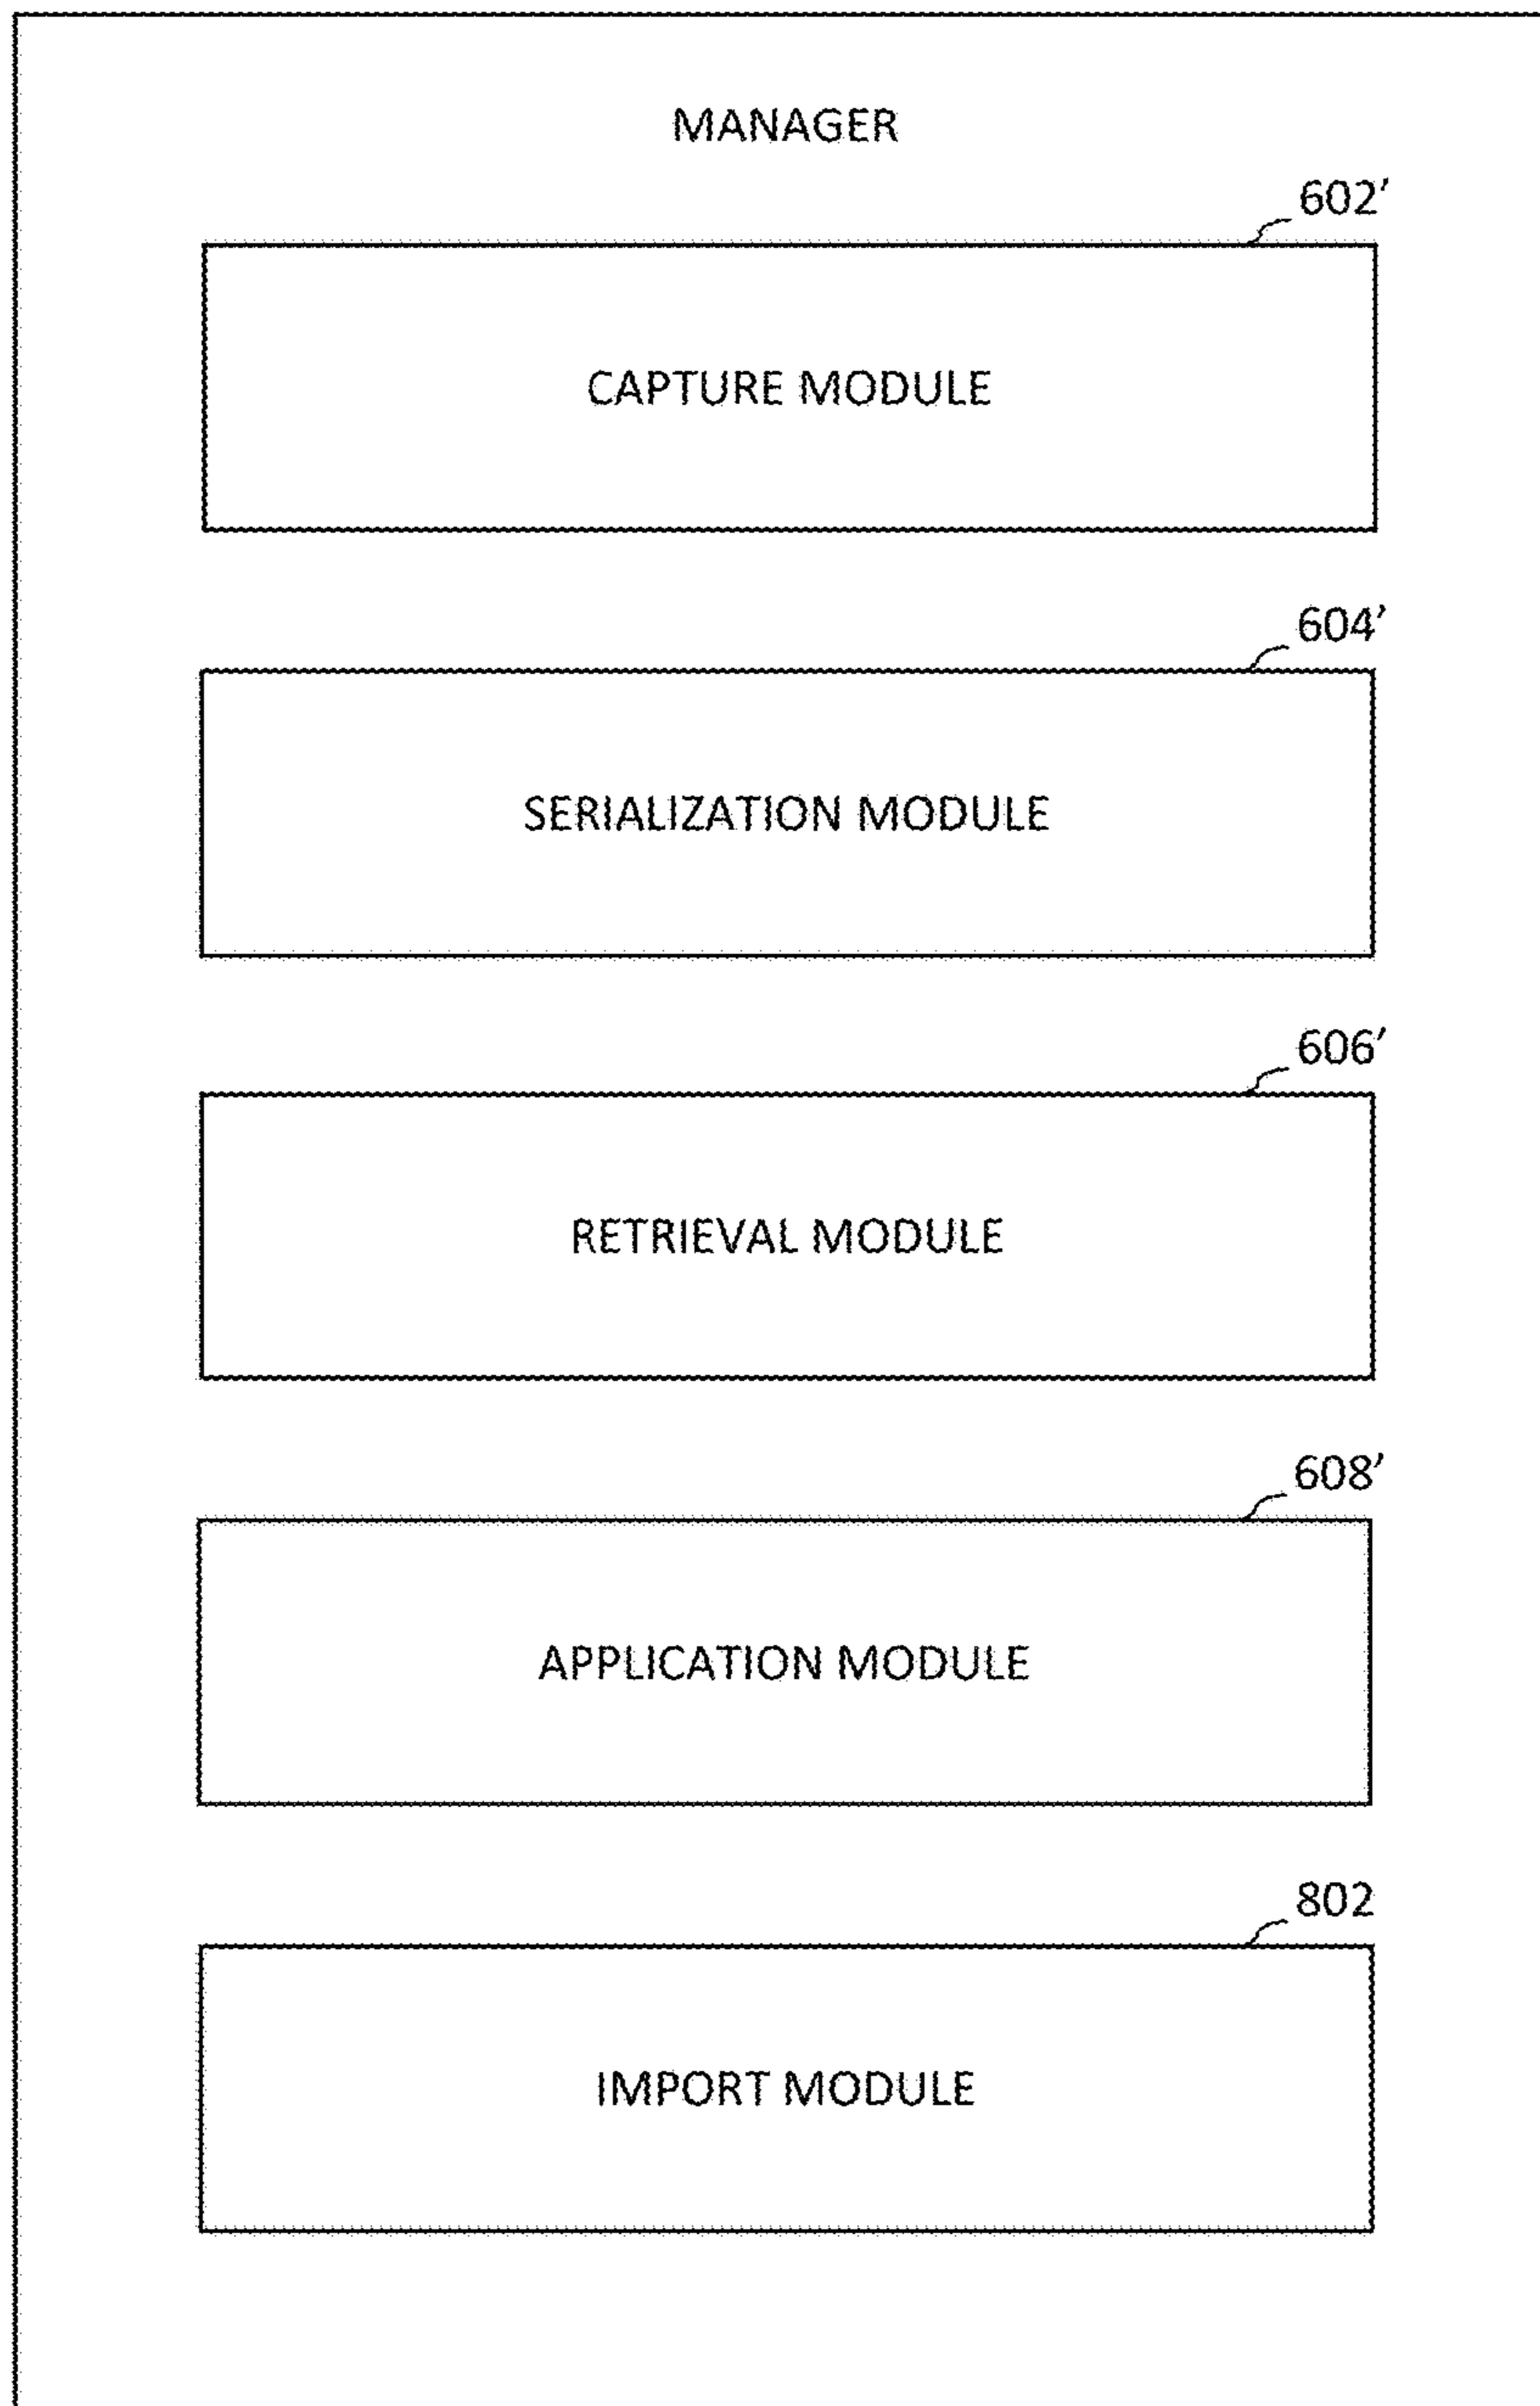 MANAGER
602’
CAPTURE MODULE
604’
SERIALIZATION MODULE
606’
RETRIEVAL MODULE
608’
APPLICATION MODULE
802
IMPORT MODULE